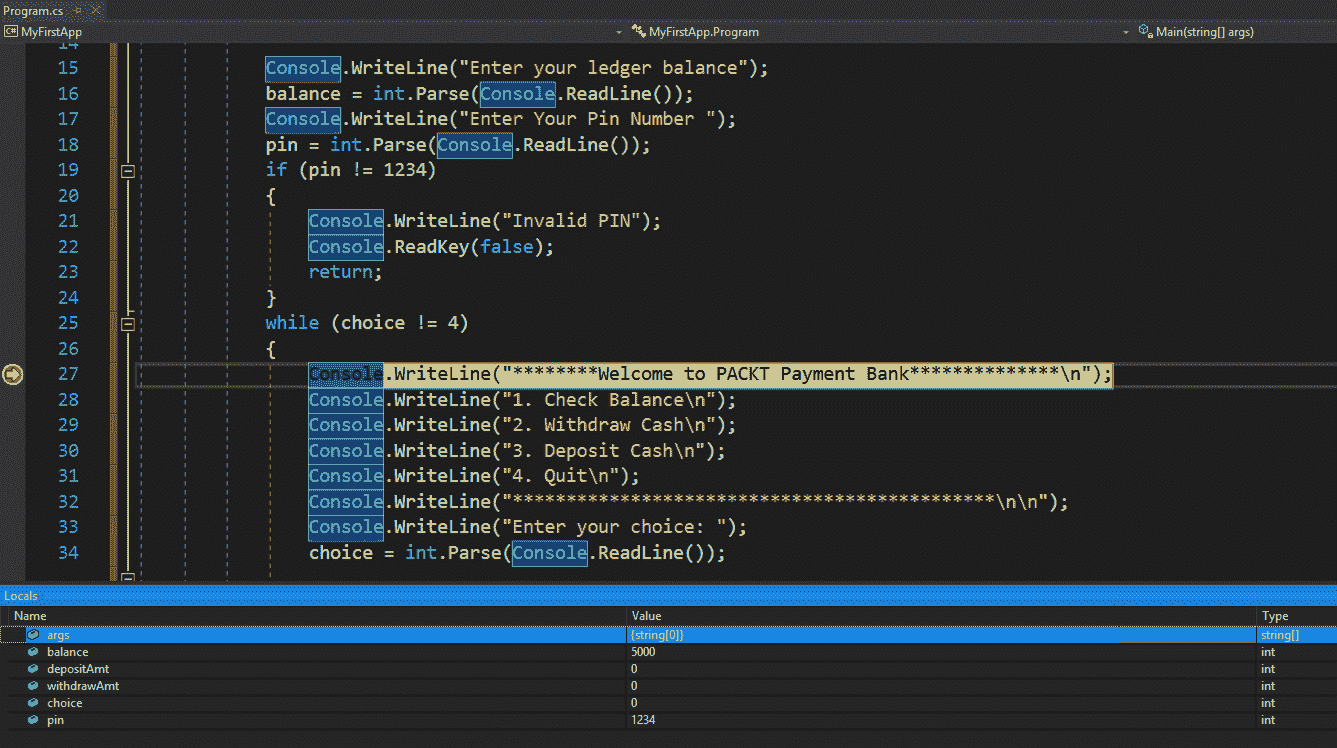 Program.cs
MyFirstApp MyFirstApp.Program Main(string[] args)
14
15 Console.WriteLine("Enter your ledger balance");
16 balance = int.Parse(Console.ReadLine());
17 Console.WriteLine("Enter Your Pin Number ");
18 pin = int.Parse(Console.ReadLine());
19 if (pin != 1234)
20 {
21 Console.WriteLine("Invalid PIN");
22 Console.ReadKey(false);
23 return;
24 }
25 while (choice != 4)
26 {
27 Console.WriteLine("********Welcome to PACKT Payment Bank**************\n");
28 Console.WriteLine("1. Check Balance\n");
29 Console.WriteLine("2. Withdraw Cash\n");
30 Console.WriteLine("3. Deposit Cash\n");
31 Console.WriteLine("4. Quit\n");
32 Console.WriteLine("*********************************************\n\n");
33 Console.WriteLine("Enter your choice: ");
34 choice = int.Parse(Console.ReadLine());
Locals
Name Value Type
args {string[0]} string[]
balance 5000 int
depositAmt 0 int
withdrawAmt 0 int
choice 0 int
pin 1234 int